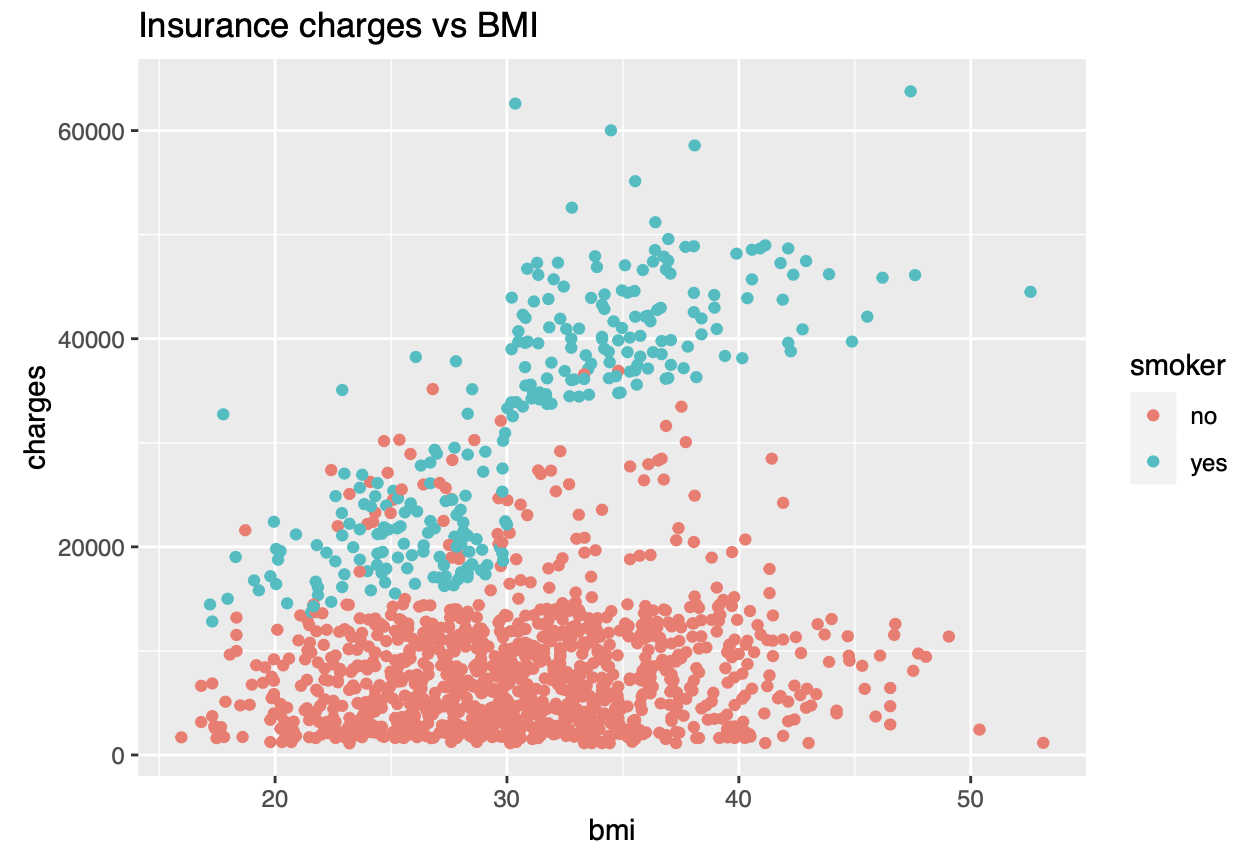 Insurance charges vs BMI
60000
40000
20000
0
charges
20 30 40 50
bmi
smoker
no
yes